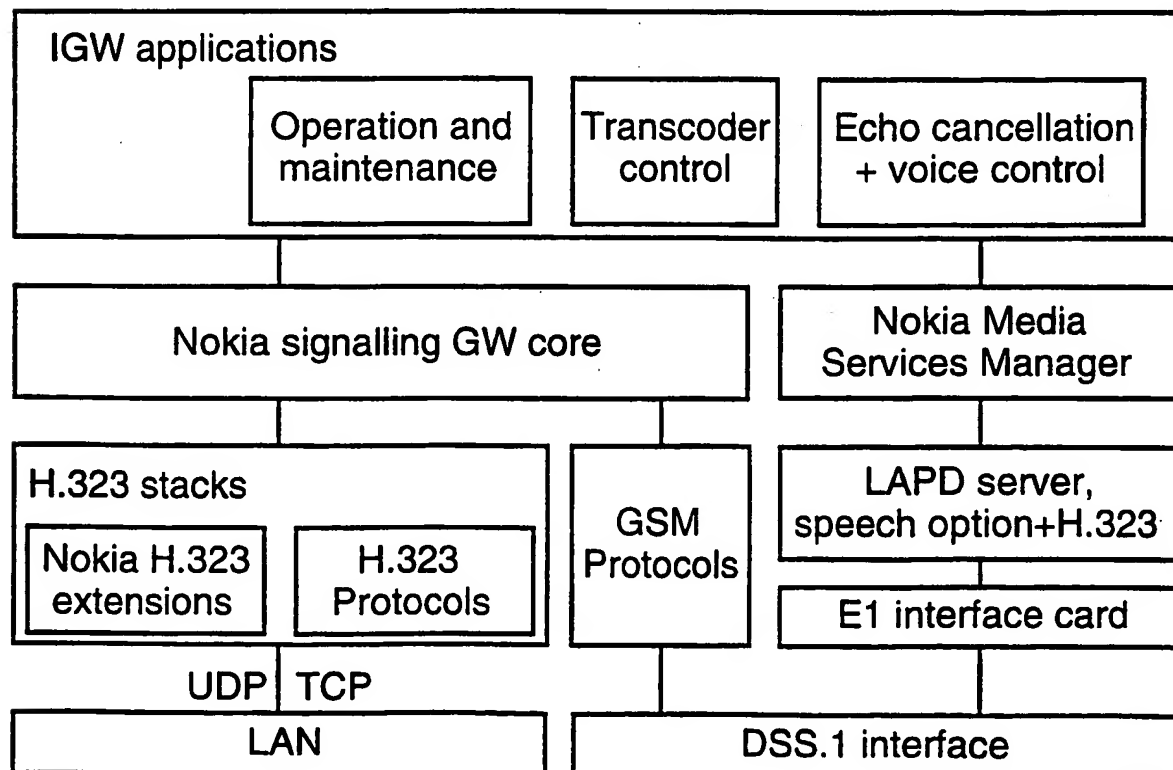 IGW applications
Operation and
maintenance
Transcoder
control
Echo cancellation
+ voice control
Nokia signalling GW core
Nokia Media
Services Manager
H.323 stacks
Nokia H.323
extensions
H.323
Protocols
GSM
Protocols
LAPD server,
speech option+H.323
E1 interface card
UDP TCP
LAN
DSS.1 interface